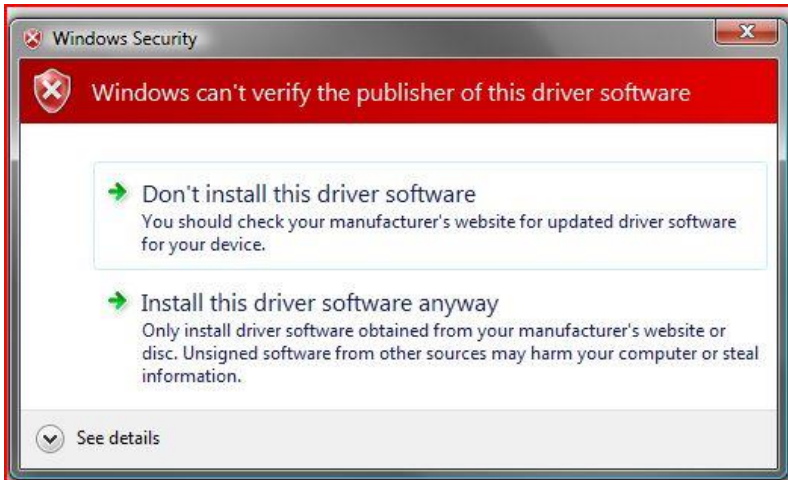 Windows Security
Windows can't verify the publisher of this driver software
Don't install this driver software
You should check your manufacturer's website for updated driver software
for your device.
Install this driver software anyway
Only install driver software obtained from your manufacturer's website or
disc. Unsigned software from other sources may harm your computer or steal
information.
See details